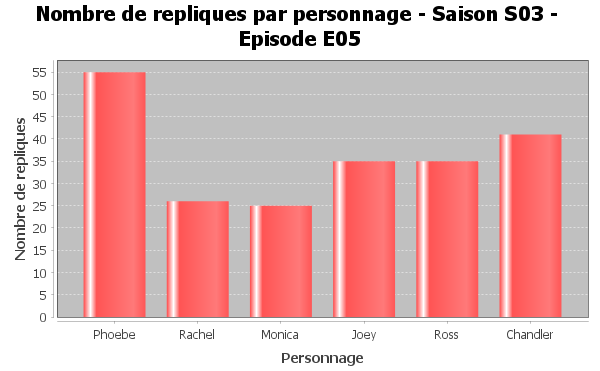 Nombre de repliques par personnage - Saison S03 -
Episode E05
Nombre de repliques
55
50
45
40
35
30
25
20
15
10
5
0
Phoebe Rachel Monica Joey Ross Chandler
Personnage